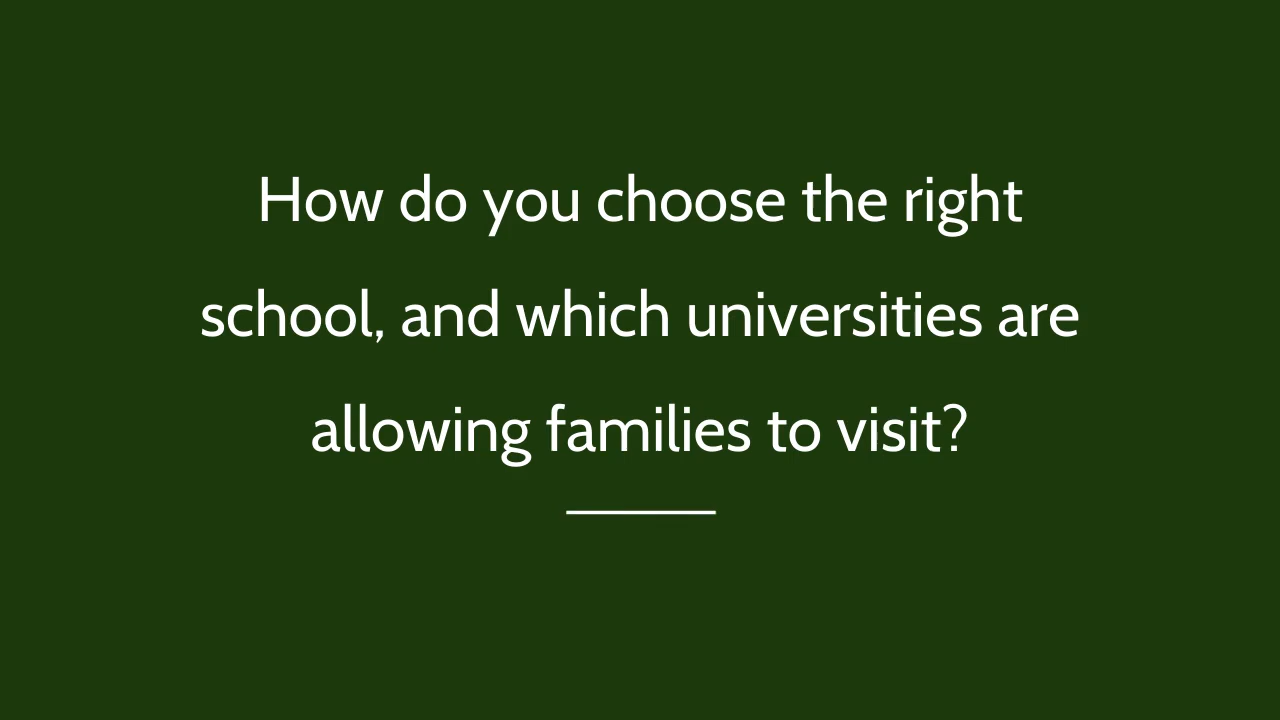 How do you choose the right
school, and which universities are
allowing families to visit?